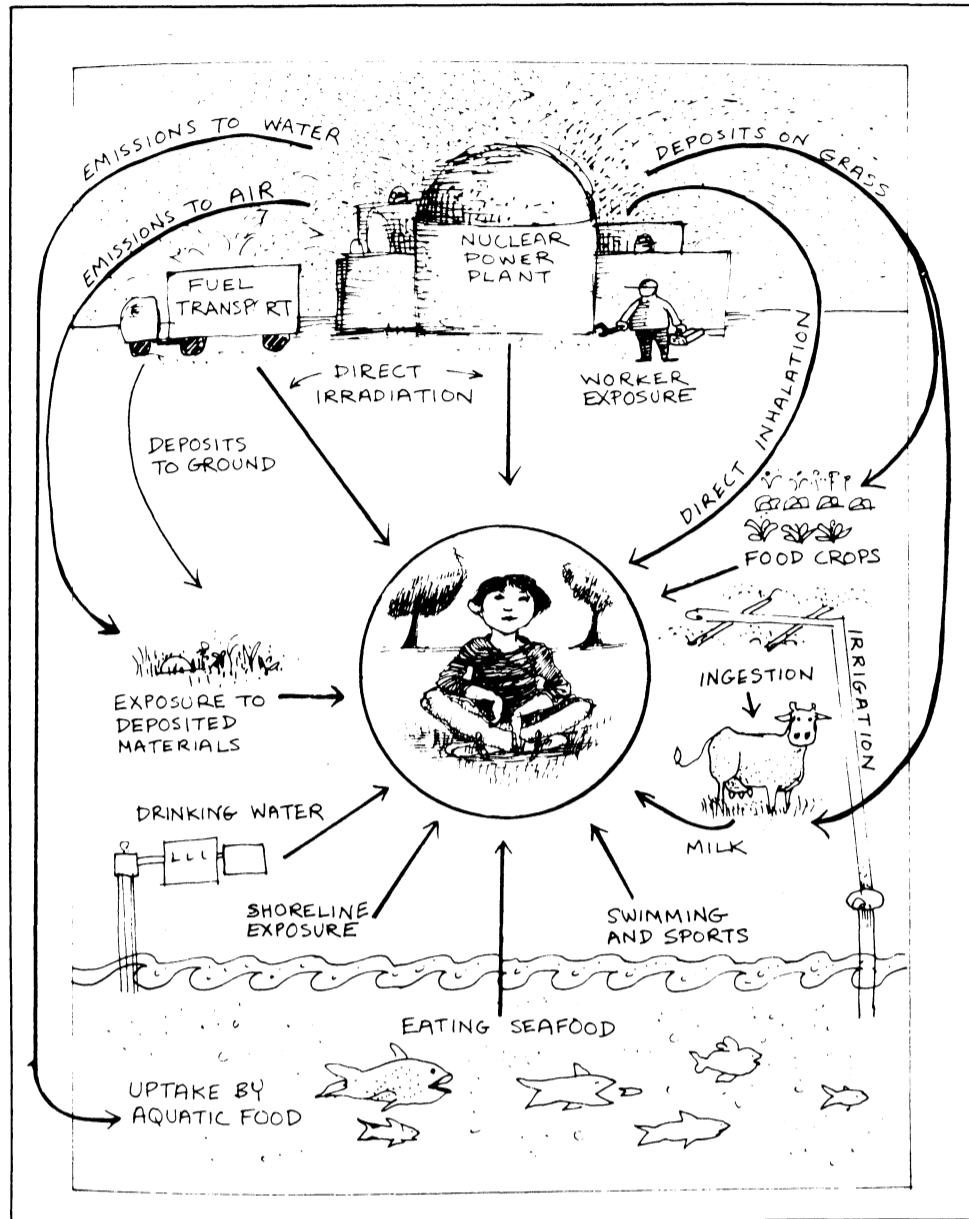 EMISSIONS TO WATER
DEPOSITS ON GRASS
EMISSIONS TO AIR
NUCLEAR
POWER
PLANT
FUEL
TRANSPORT
DIRECT
IRRADIATION
WORKER
EXPOSURE
DIRECT INHALATION
DEPOSITS
TO GROUND
FOOD CROPS
IRRIGATION
INGESTION
EXPOSURE TO
DEPOSITED
MATERIALS
DRINKING WATER
MILK
SHORELINE
EXPOSURE
SWIMMING
AND SPORTS
EATING SEAFOOD
UPTAKE BY
AQUATIC FOOD